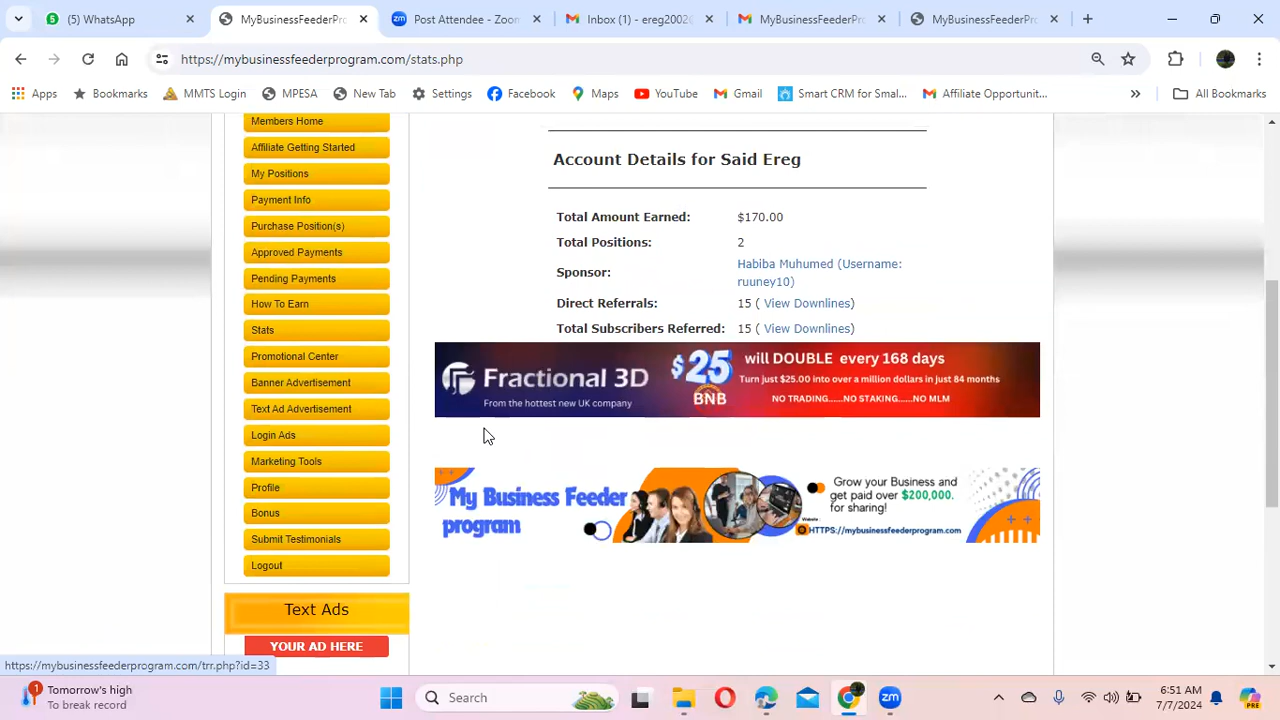 (5) WhatsApp
MyBusinessFeederPr
Post Attendee - Zoom
Inbox (1) - ereg2002@
MyBusinessFeederPr
MyBusinessFeederPr
https://mybusinessfeederprogram.com/stats.php
Apps
Bookmarks
MMTS Login
MPESA
New Tab
Settings
Facebook
Maps
YouTube
Gmail
Smart CRM for Smal...
Affiliate Opportunit...
All Bookmarks
Members Home
Affiliate Getting Started
My Positions
Payment Info
Purchase Position(s)
Approved Payments
Pending Payments
How To Earn
Stats
Promotional Center
Banner Advertisement
Text Ad Advertisement
Login Ads
Marketing Tools
Profile
Bonus
Submit Testimonials
Logout
Text Ads
YOUR AD HERE
Account Details for Said Ereg
Total Amount Earned: $170.00
Total Positions: 2
Sponsor: Habiba Muhumed (Username:
ruuney10)
Direct Referrals: 15 ( View Downlines)
Total Subscribers Referred: 15 ( View Downlines)
Fractional 3D
From the hottest new UK company
$25
BNB
will DOUBLE every 168 days
Turn just $25.00 into over a million dollars in just 84 months
NO TRADING.....NO STAKING.....NO MLM
My Business Feeder
program
Grow your Business and
get paid over $200,000.
for sharing!
HTTPS://mybusinessfeederprogram.com
https://mybusinessfeederprogram.com/trr.php?id=33
1
Tomorrow's high
To break record
Search
zm
6:51 AM
7/7/2024